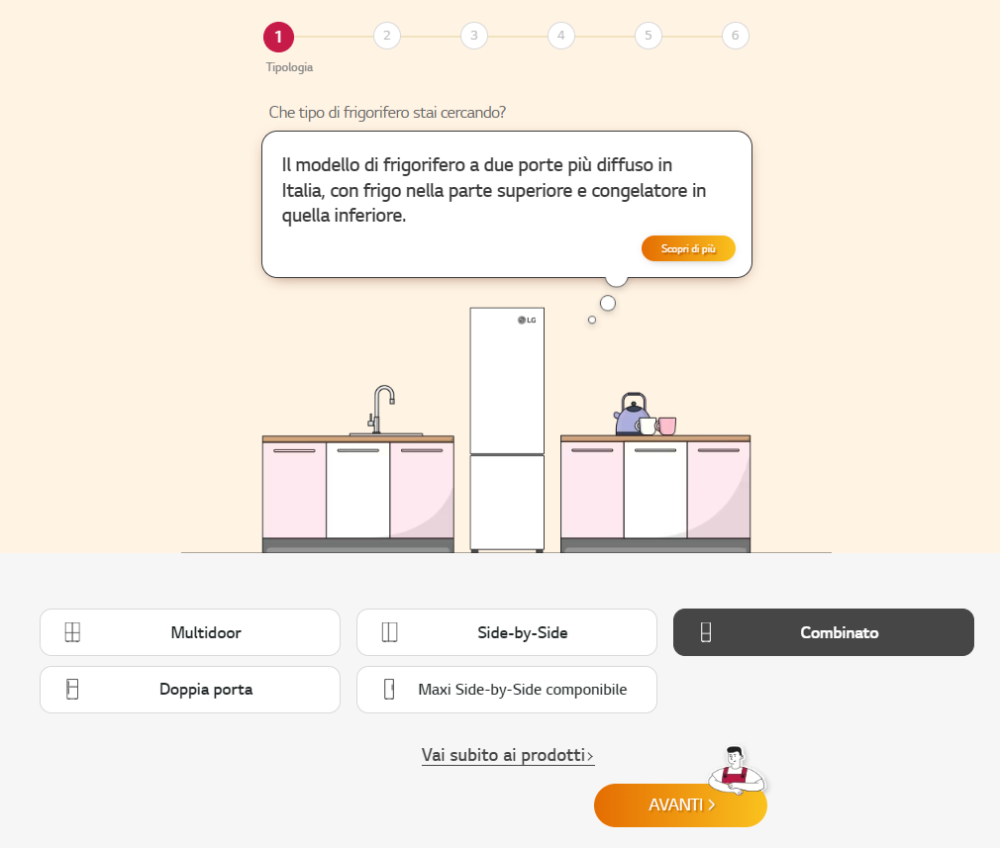 1 2 3 4 5 6
Tipologia
Che tipo di frigorifero stai cercando?
Il modello di frigorifero a due porte più diffuso in
Italia, con frigo nella parte superiore e congelatore in
quella inferiore.
Scopri di più
LG
Multidoor
Side-by-Side
Combinato
Doppia porta
Maxi Side-by-Side componibile
Vai subito ai prodotti >
AVANTI >